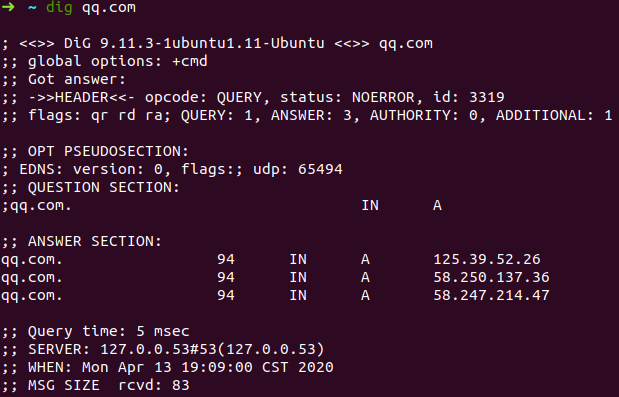 ➜ ~ dig qq.com

; <<>> DiG 9.11.3-1ubuntu1.11-Ubuntu <<>> qq.com
;; global options: +cmd
;; Got answer:
;; ->>HEADER<<- opcode: QUERY, status: NOERROR, id: 3319
;; flags: qr rd ra; QUERY: 1, ANSWER: 3, AUTHORITY: 0, ADDITIONAL: 1

;; OPT PSEUDOSECTION:
; EDNS: version: 0, flags:; udp: 65494
;; QUESTION SECTION:
;qq.com. IN A

;; ANSWER SECTION:
qq.com. 94 IN A 125.39.52.26
qq.com. 94 IN A 58.250.137.36
qq.com. 94 IN A 58.247.214.47

;; Query time: 5 msec
;; SERVER: 127.0.0.53#53(127.0.0.53)
;; WHEN: Mon Apr 13 19:09:00 CST 2020
;; MSG SIZE rcvd: 83